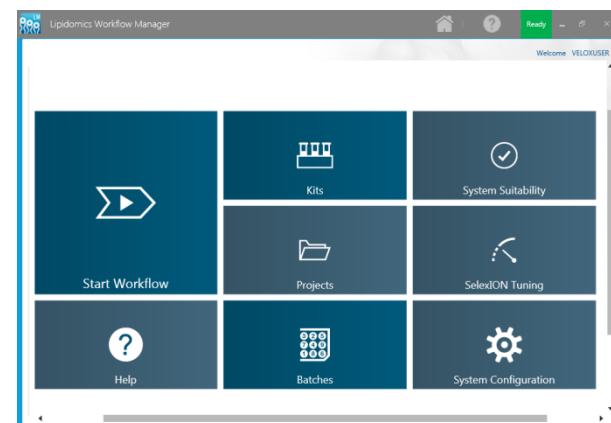 LM
Lipidomics Workflow Manager
?
Ready
Welcome VELOXUSER
Kits
System Suitability
Start Workflow
Projects
SelexION Tuning
?
Help
Batches
System Configuration